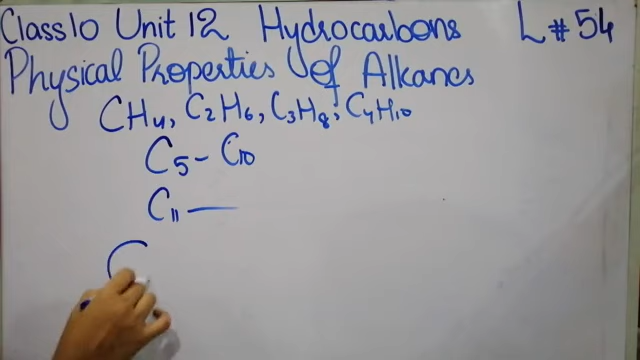 Class10 Unit 12 Hydrocarbons L # 54
Physical Properties of Alkanes
CH4, C2H6, C3H8, C4H10
C5 - C10
C11 —
C